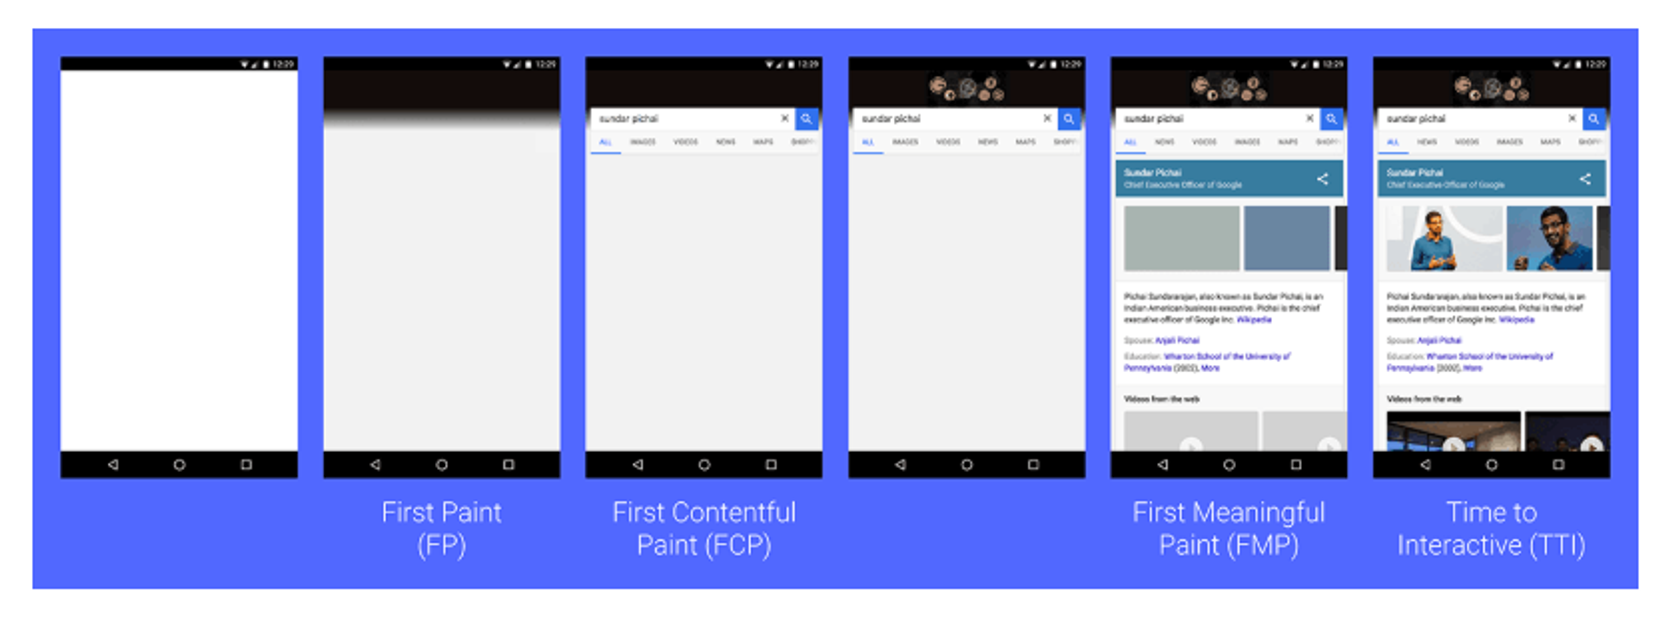 12:29
12:29
12:29
sundar pichai
ALL IMAGES VIDEOS NEWS MAPS SHOPP
12:29
sundar pichai
ALL IMAGES VIDEOS NEWS MAPS SHOPP
12:29
sundar pichai
ALL NEWS VIDEOS IMAGES MAPS SHOP
Sundar Pichai
Chief Executive Officer of Google
Pichai Sundararajan, also known as Sundar Pichai, is an
Indian American business executive. Pichai is the chief
executive officer of Google Inc. Wikipedia
Spouse: Anjali Pichai
Education: Wharton School of the University of
Pennsylvania (2002), More
Videos from the web
12:29
sundar pichai
ALL NEWS VIDEOS IMAGES MAPS SHOP
Sundar Pichai
Chief Executive Officer of Google
Pichai Sundararajan, also known as Sundar Pichai, is an
Indian American business executive. Pichai is the chief
executive officer of Google Inc. Wikipedia
Spouse: Anjali Pichai
Education: Wharton School of the University of
Pennsylvania (2002), More
Videos from the web
First Paint
(FP)
First Contentful
Paint (FCP)
First Meaningful
Paint (FMP)
Time to
Interactive (TTI)